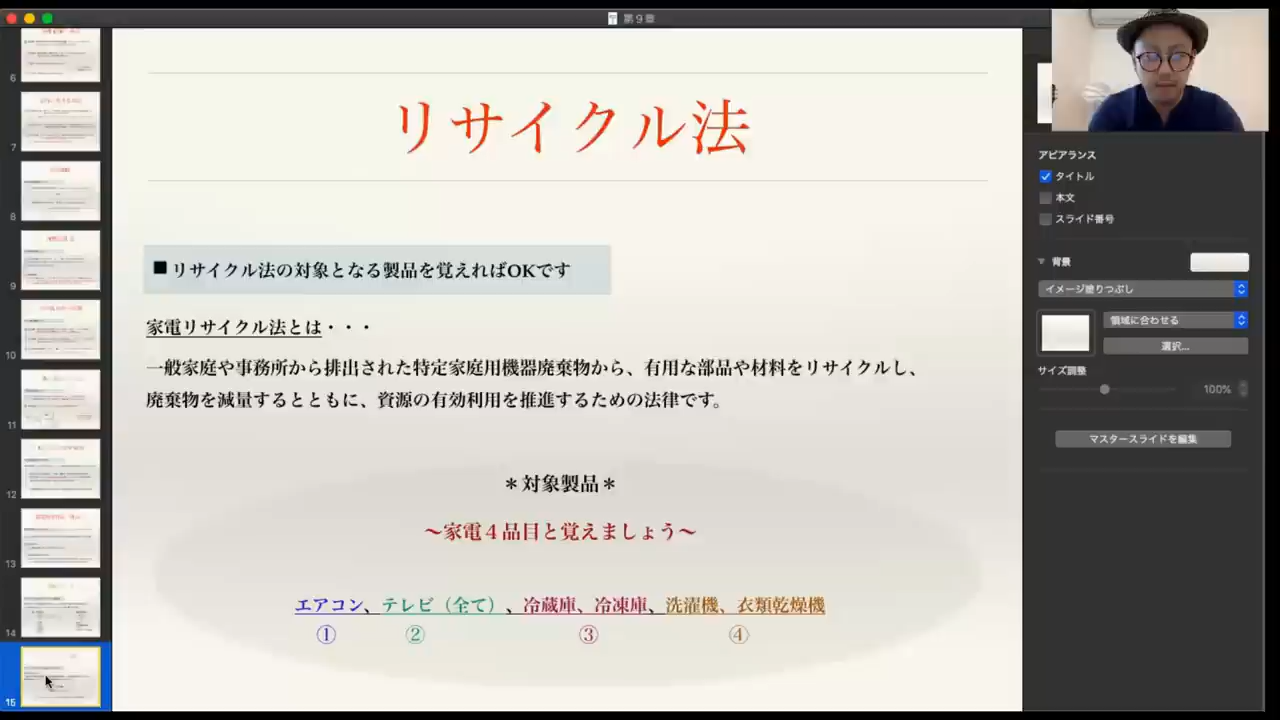 第9章
リサイクル法
■リサイクル法の対象となる製品を覚えればOKです
家電リサイクル法とは・・・
一般家庭や事務所から排出された特定家庭用機器廃棄物から、有用な部品や材料をリサイクルし、
廃棄物を減量するとともに、資源の有効利用を推進するための法律です。
＊対象製品＊
〜家電４品目と覚えましょう〜
エアコン、テレビ（全て）、冷蔵庫、冷凍庫、洗濯機、衣類乾燥機
① ② ③ ④
アピアランス
タイトル
本文
スライド番号
背景
イメージ塗りつぶし
領域に合わせる
選択...
サイズ調整
100%
マスタースライドを編集
6
7
8
9
10
11
12
13
14
15